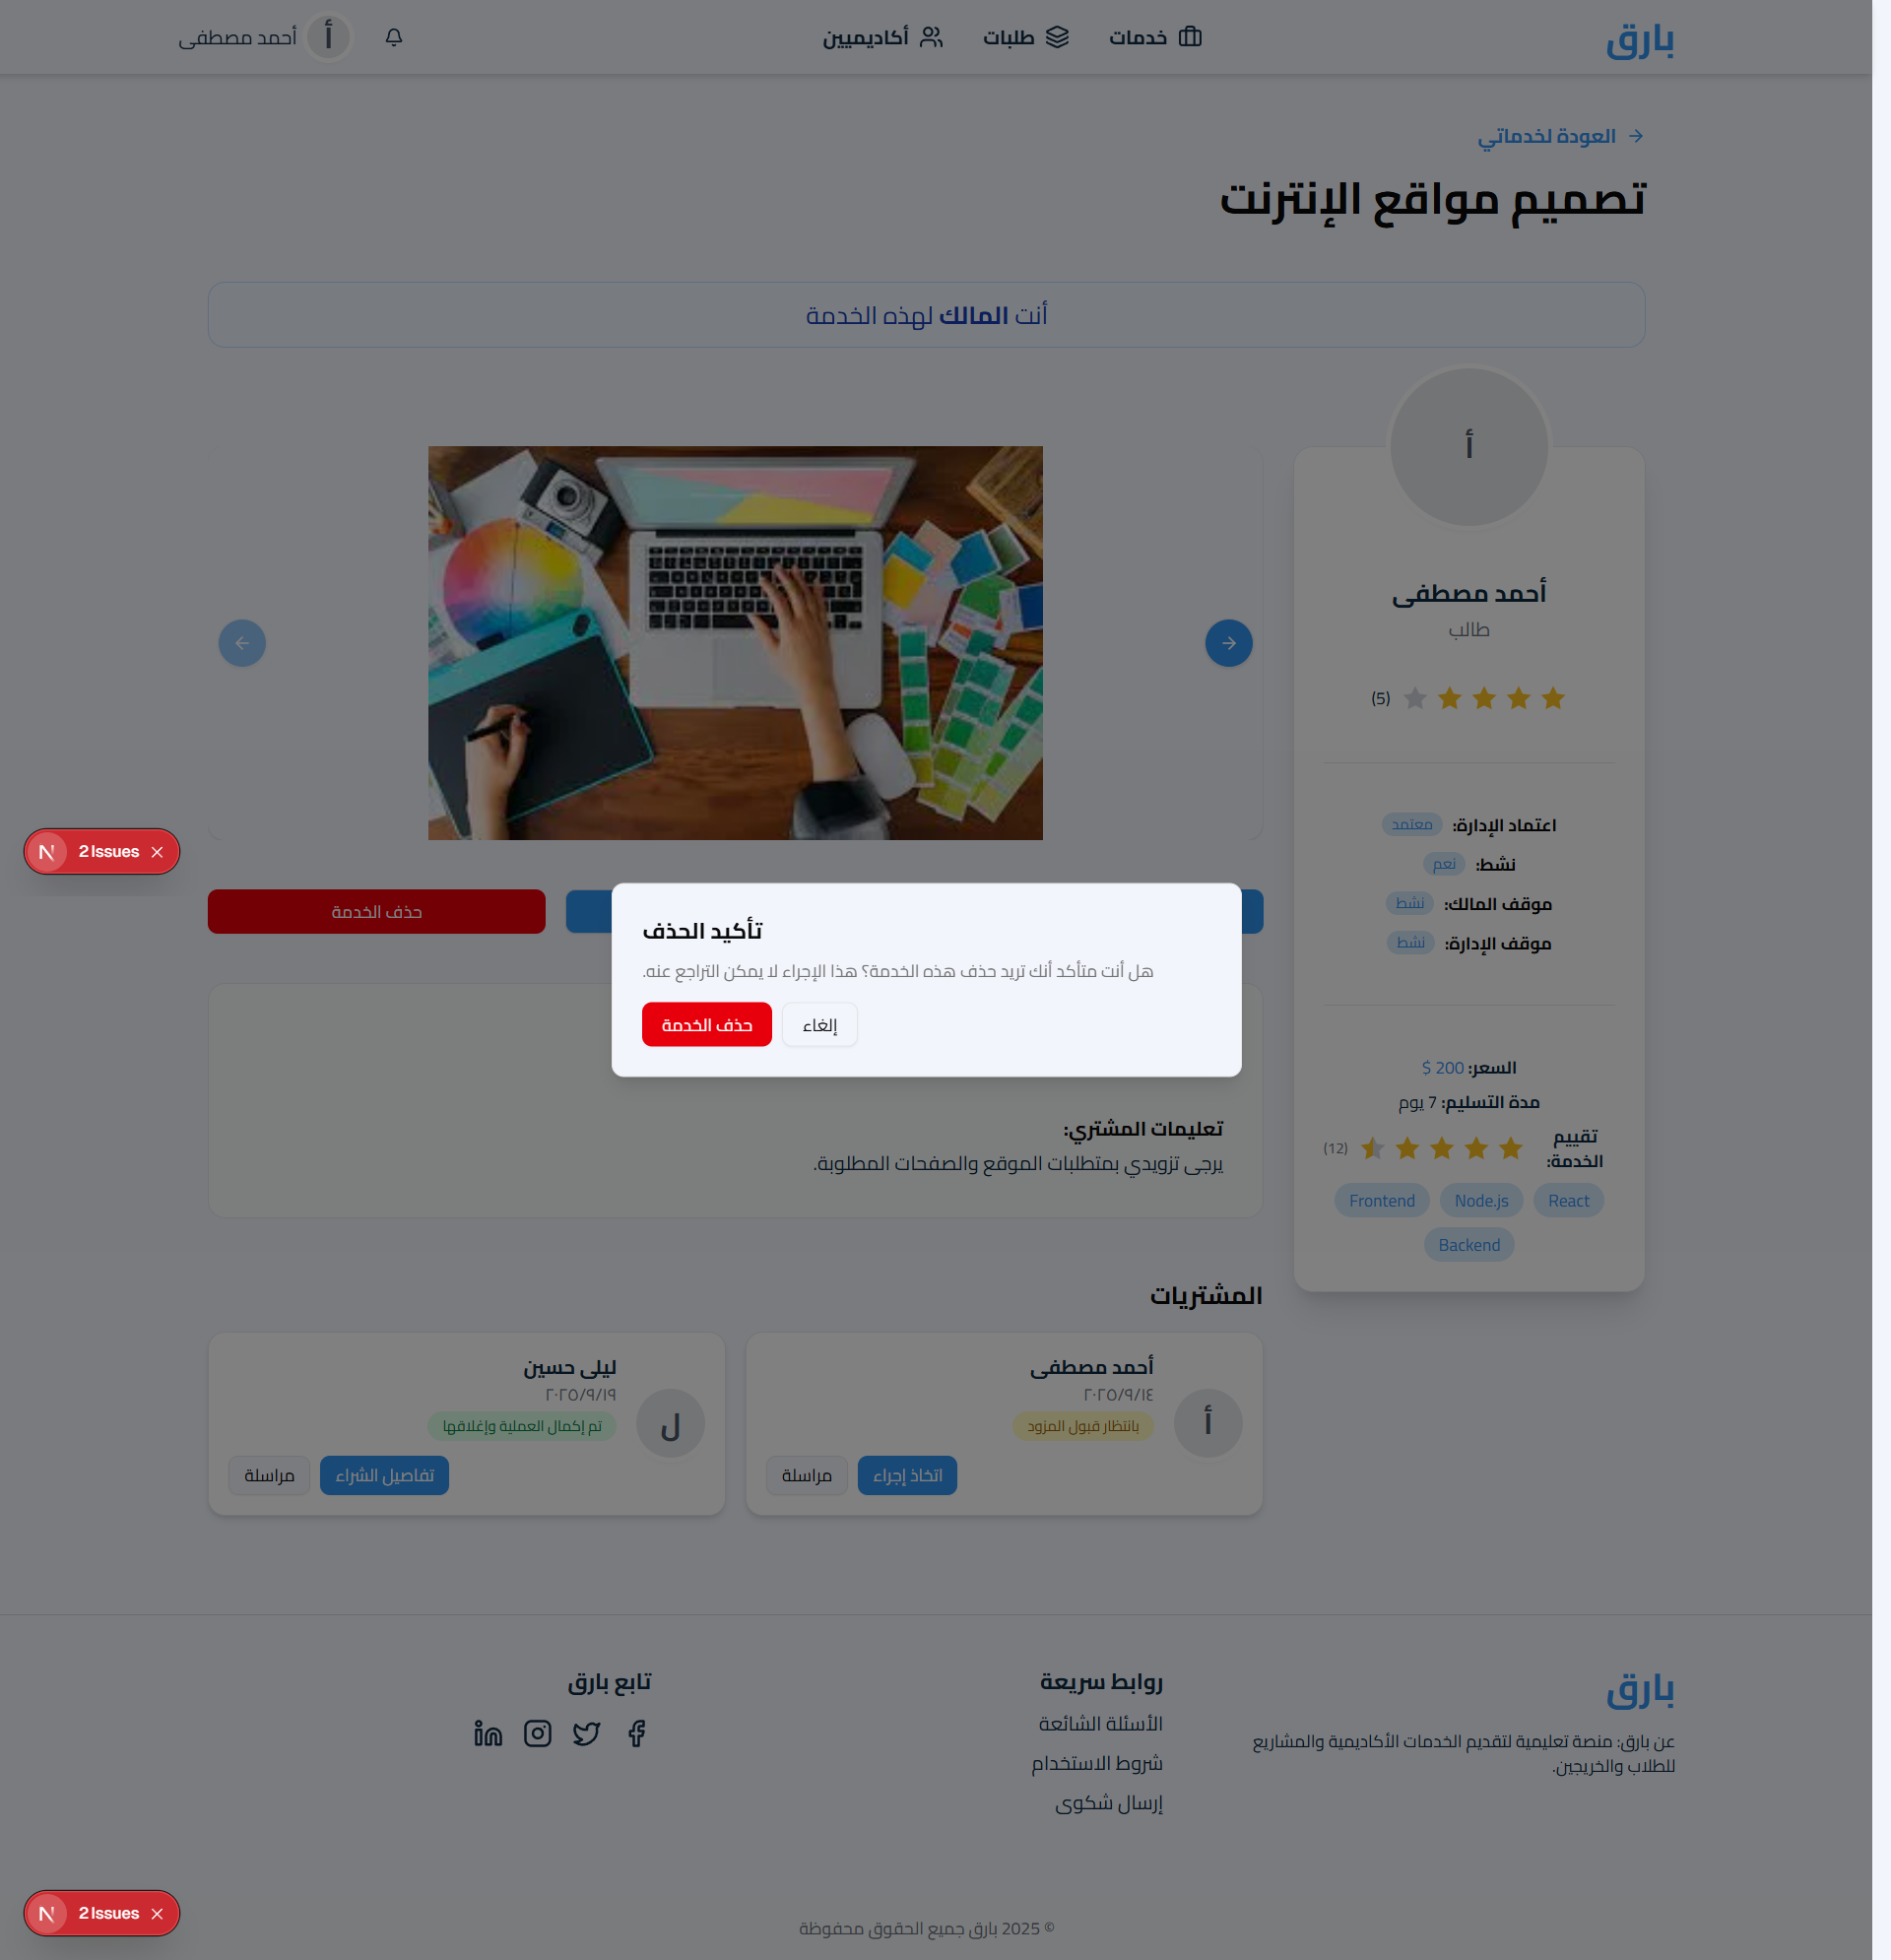 بارق
خدمات
طلبات
أكاديميين
أ
أحمد مصطفى
العودة لخدماتي
تصميم مواقع الإنترنت
أنت المالك لهذه الخدمة
أ
أحمد مصطفى
طالب
(5)
اعتماد الإدارة: معتمد
نشط: نعم
موقف المالك: نشط
موقف الإدارة: نشط
السعر: 200 $
مدة التسليم: 7 يوم
تقييم
الخدمة:
(12)
React Node.js Frontend
Backend
حذف الخدمة
تأكيد الحذف
هل أنت متأكد أنك تريد حذف هذه الخدمة؟ هذا الإجراء لا يمكن التراجع عنه.
إلغاء
حذف الخدمة
تعليمات المشتري:
يرجى تزويدي بمتطلبات الموقع والصفحات المطلوبة.
المشتريات
أ
أحمد مصطفى
٢٠٢٥/٩/١٤
بانتظار قبول المزود
اتخاذ إجراء
مراسلة
ل
ليلى حسين
٢٠٢٥/٩/١٩
تم إكمال العملية وإغلاقها
تفاصيل الشراء
مراسلة
N 2 Issues
بارق
عن بارق: منصة تعليمية لتقديم الخدمات الأكاديمية والمشاريع
للطلاب والخريجين.
روابط سريعة
الأسئلة الشائعة
شروط الاستخدام
إرسال شكوى
تابع بارق
N 2 Issues
© 2025 بارق جميع الحقوق محفوظة